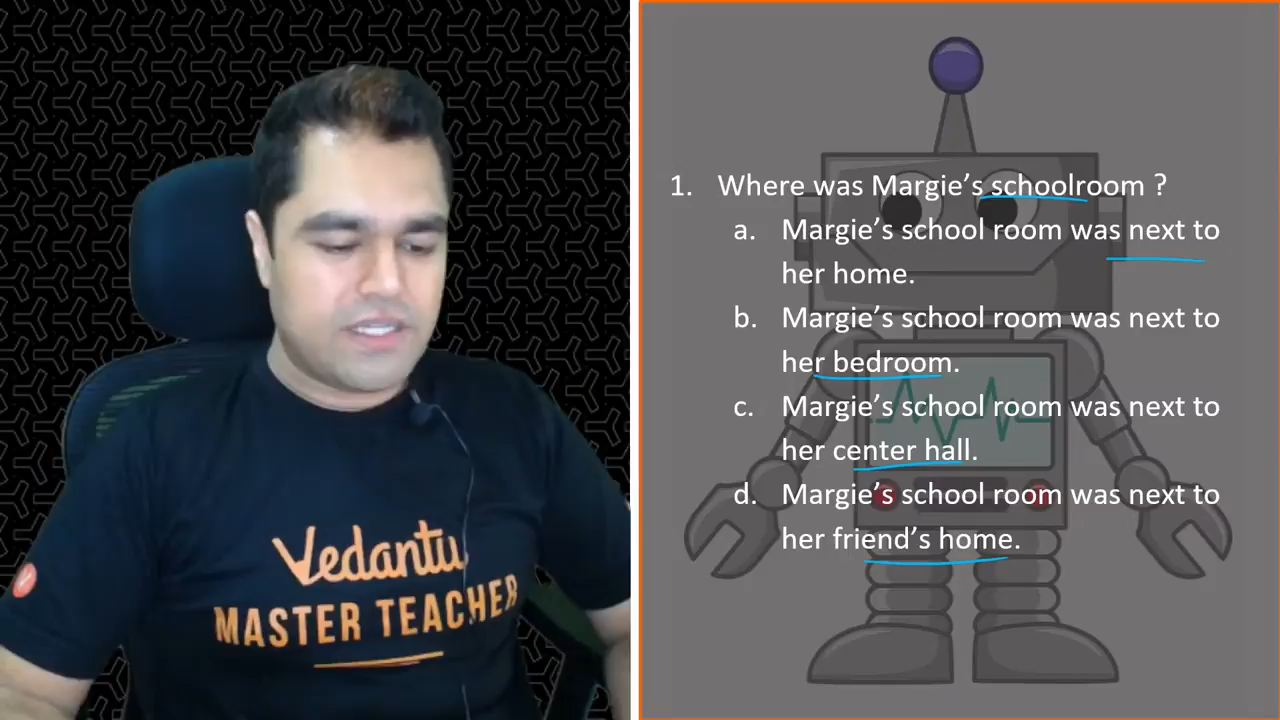 Vedantu
MASTER TEACHER
1. Where was Margie's schoolroom ?
a. Margie's school room was next to
her home.
b. Margie's school room was next to
her bedroom.
c. Margie's school room was next to
her center hall.
d. Margie's school room was next to
her friend's home.